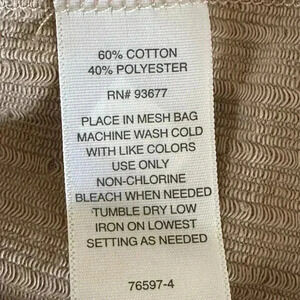 60% COTTON
40% POLYESTER
RN# 93677
PLACE IN MESH BAG
MACHINE WASH COLD
WITH LIKE COLORS
USE ONLY
NON-CHLORINE
BLEACH WHEN NEEDED
TUMBLE DRY LOW
IRON ON LOWEST
SETTING AS NEEDED
76597-4